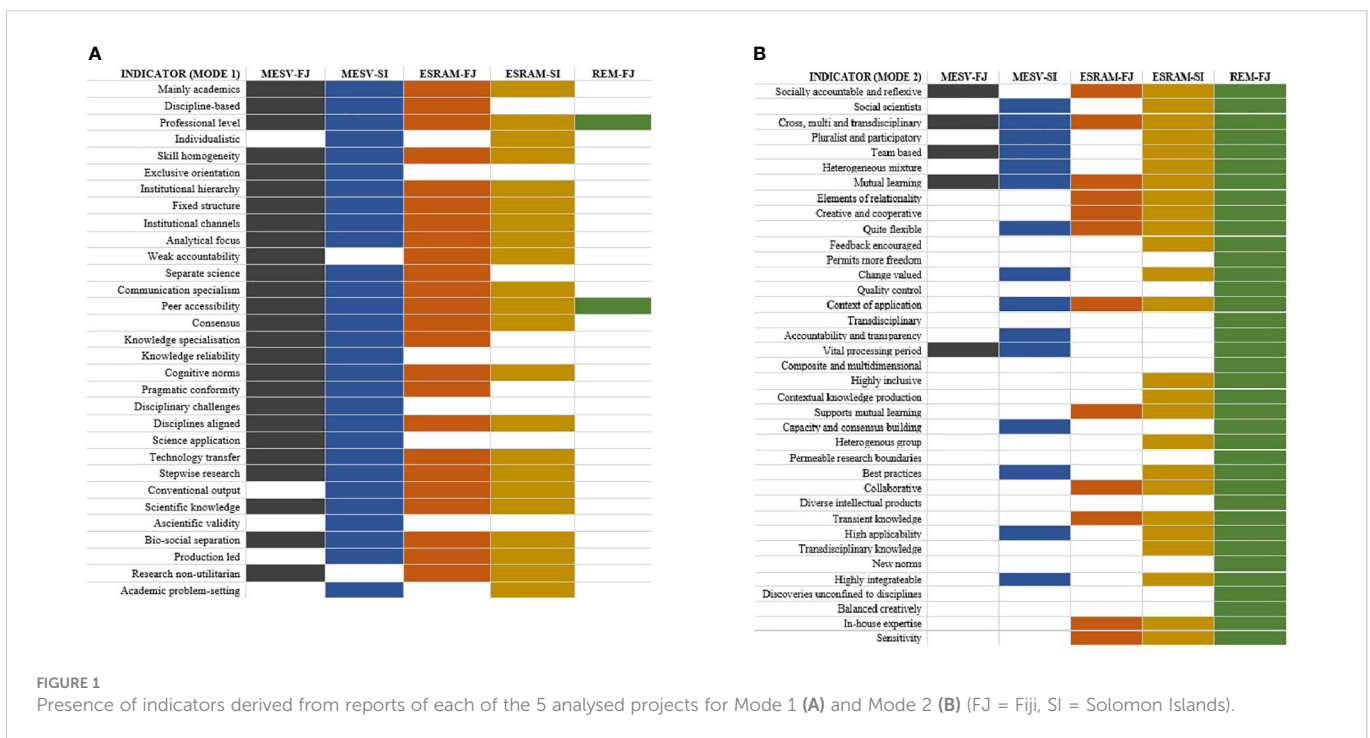 A
INDICATOR (MODE 1) MESV-FJ MESV-SI ESRAM-FJ ESRAM-SI REM-FJ
Mainly academics
Discipline-based
Professional level
Individualistic
Skill homogeneity
Exclusive orientation
Institutional hierarchy
Fixed structure
Institutional channels
Analytical focus
Weak accountability
Separate science
Communication specialism
Peer accessibility
Consensus
Knowledge specialisation
Knowledge reliability
Cognitive norms
Pragmatic conformity
Disciplinary challenges
Disciplines aligned
Science application
Technology transfer
Stepwise research
Conventional output
Scientific knowledge
Ascientific validity
Bio-social separation
Production led
Research non-utilitarian
Academic problem-setting
B
INDICATOR (MODE 2) MESV-FJ MESV-SI ESRAM-FJ ESRAM-SI REM-FJ
Socially accountable and reflexive
Social scientists
Cross, multi and transdisciplinary
Pluralist and participatory
Team based
Heterogeneous mixture
Mutual learning
Elements of relationality
Creative and cooperative
Quite flexible
Feedback encouraged
Permits more freedom
Change valued
Quality control
Context of application
Transdisciplinary
Accountability and transparency
Vital processing period
Composite and multidimensional
Highly inclusive
Contextual knowledge production
Supports mutual learning
Capacity and consensus building
Heterogenous group
Permeable research boundaries
Best practices
Collaborative
Diverse intellectual products
Transient knowledge
High applicability
Transdisciplinary knowledge
New norms
Highly integrateable
Discoveries unconfined to disciplines
Balanced creatively
In-house expertise
Sensitivity
FIGURE 1
Presence of indicators derived from reports of each of the 5 analysed projects for Mode 1 (A) and Mode 2 (B) (FJ = Fiji, SI = Solomon Islands).